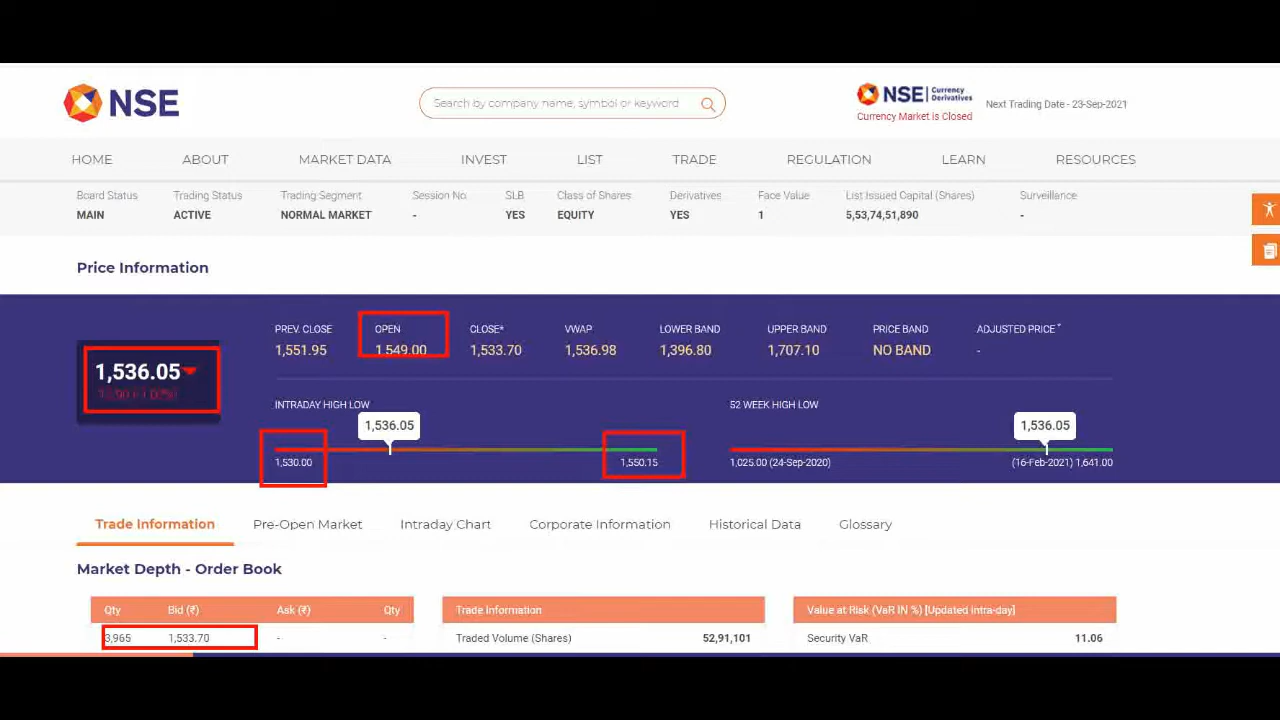 NSE
Search by company name, symbol or keyword
NSE | Currency Derivatives
Currency Market is Closed
Next Trading Date - 23-Sep-2021
HOME ABOUT MARKET DATA INVEST LIST TRADE REGULATION LEARN RESOURCES
Board Status Trading Status Trading Segment Session No. SLB Class of Shares Derivatives Face Value List Issued Capital (Shares) Surveillance
MAIN ACTIVE NORMAL MARKET - YES EQUITY YES 1 5,53,74,51,890 -
Price Information
PREV. CLOSE OPEN CLOSE* VWAP LOWER BAND UPPER BAND PRICE BAND ADJUSTED PRICE*
1,551.95 1,549.00 1,533.70 1,536.98 1,396.80 1,707.10 NO BAND -
1,536.05
INTRADAY HIGH LOW 52 WEEK HIGH LOW
1,536.05 1,536.05
1,530.00 1,550.15 1,025.00 (24-Sep-2020) (16-Feb-2021) 1,641.00
Trade Information Pre-Open Market Intraday Chart Corporate Information Historical Data Glossary
Market Depth - Order Book
Qty Bid (₹) Ask (₹) Qty Trade Information Value at Risk (VaR IN %) [Updated Intra-day]
3,965 1,533.70 - - Traded Volume (Shares) 52,91,101 Security VaR 11.06